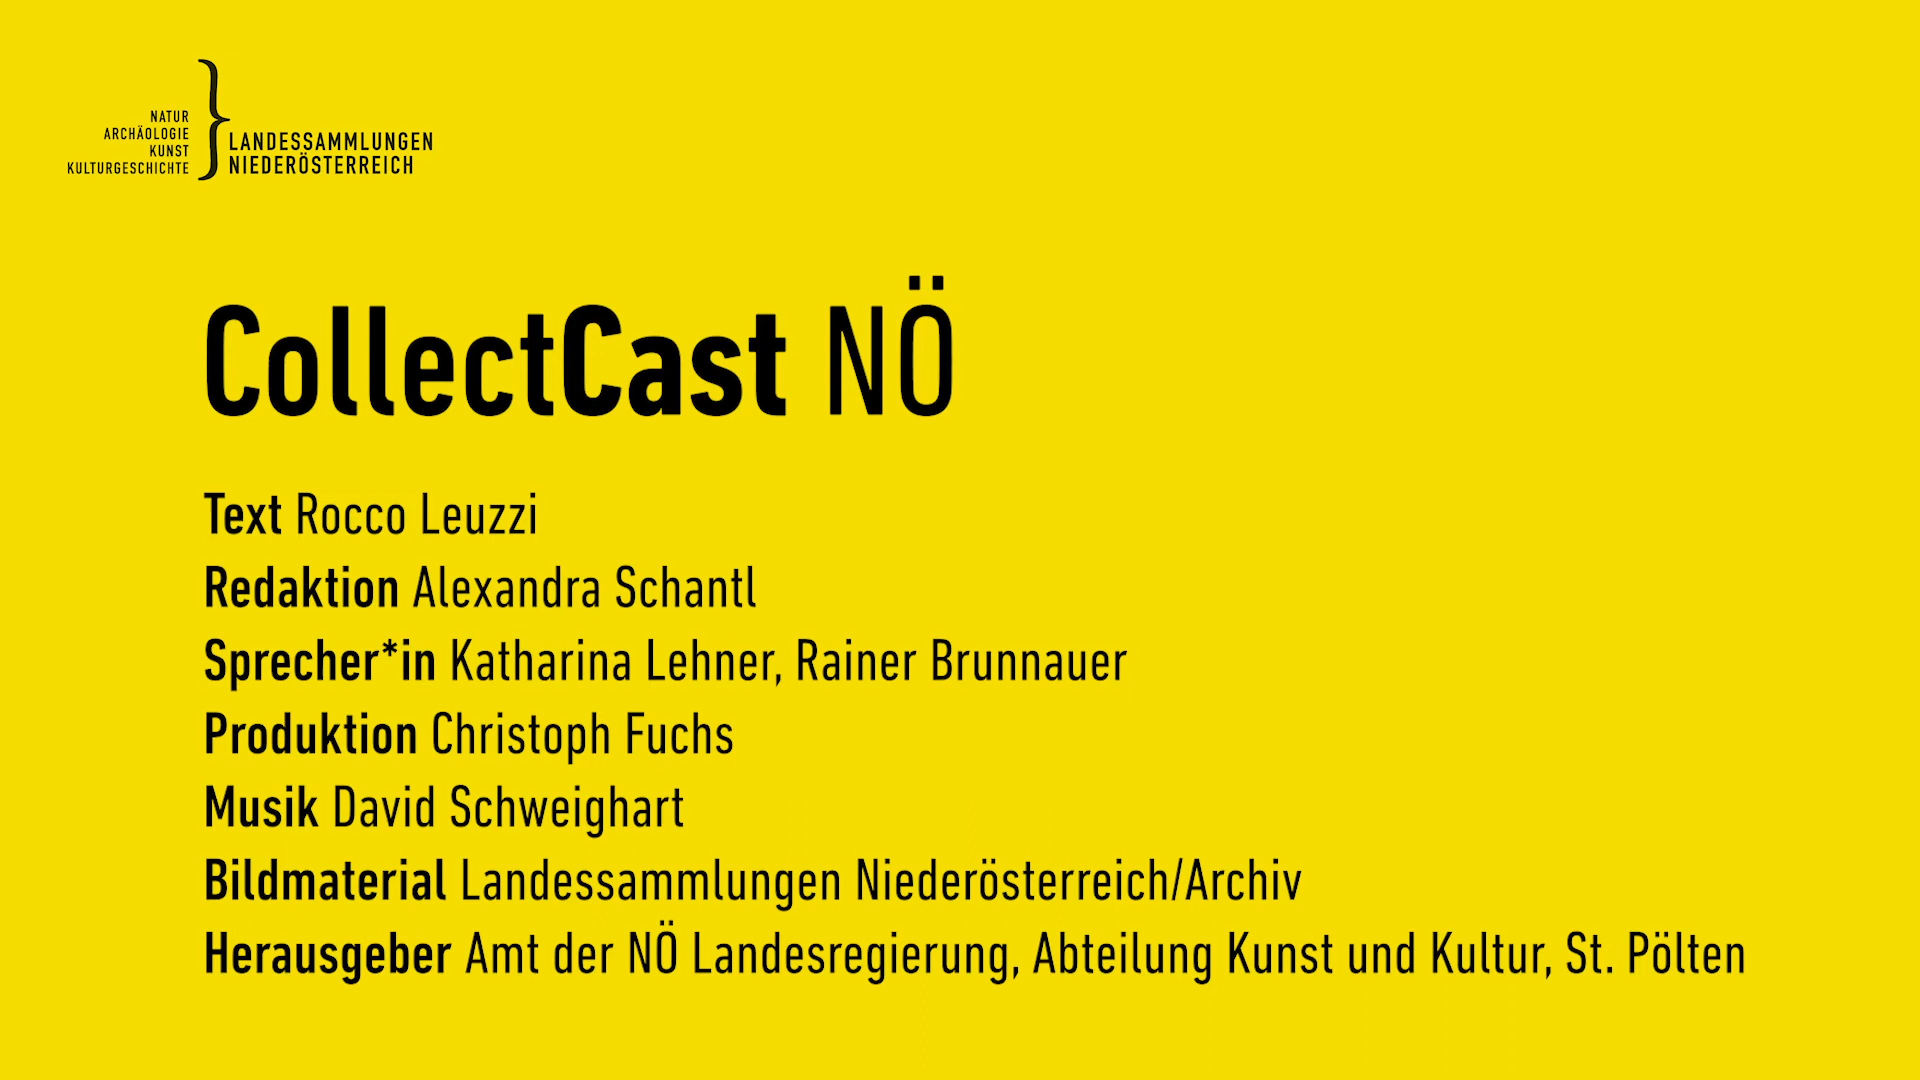 NATUR
ARCHÄOLOGIE
KUNST
KULTURGESCHICHTE
LANDESSAMMLUNGEN
NIEDERÖSTERREICH
CollectCast NÖ
Text Rocco Leuzzi
Redaktion Alexandra Schantl
Sprecher*in Katharina Lehner, Rainer Brunnauer
Produktion Christoph Fuchs
Musik David Schweighart
Bildmaterial Landessammlungen Niederösterreich/Archiv
Herausgeber Amt der NÖ Landesregierung, Abteilung Kunst und Kultur, St. Pölten